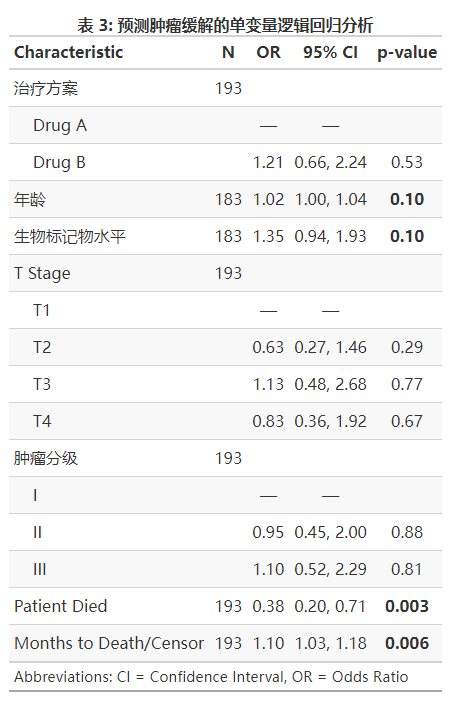 表 3: 预测肿瘤缓解的单变量逻辑回归分析
Characteristic N OR 95% CI p-value
治疗方案 193
Drug A — —
Drug B 1.21 0.66, 2.24 0.53
年龄 183 1.02 1.00, 1.04 0.10
生物标记物水平 183 1.35 0.94, 1.93 0.10
T Stage 193
T1 — —
T2 0.63 0.27, 1.46 0.29
T3 1.13 0.48, 2.68 0.77
T4 0.83 0.36, 1.92 0.67
肿瘤分级 193
I — —
II 0.95 0.45, 2.00 0.88
III 1.10 0.52, 2.29 0.81
Patient Died 193 0.38 0.20, 0.71 0.003
Months to Death/Censor 193 1.10 1.03, 1.18 0.006
Abbreviations: CI = Confidence Interval, OR = Odds Ratio